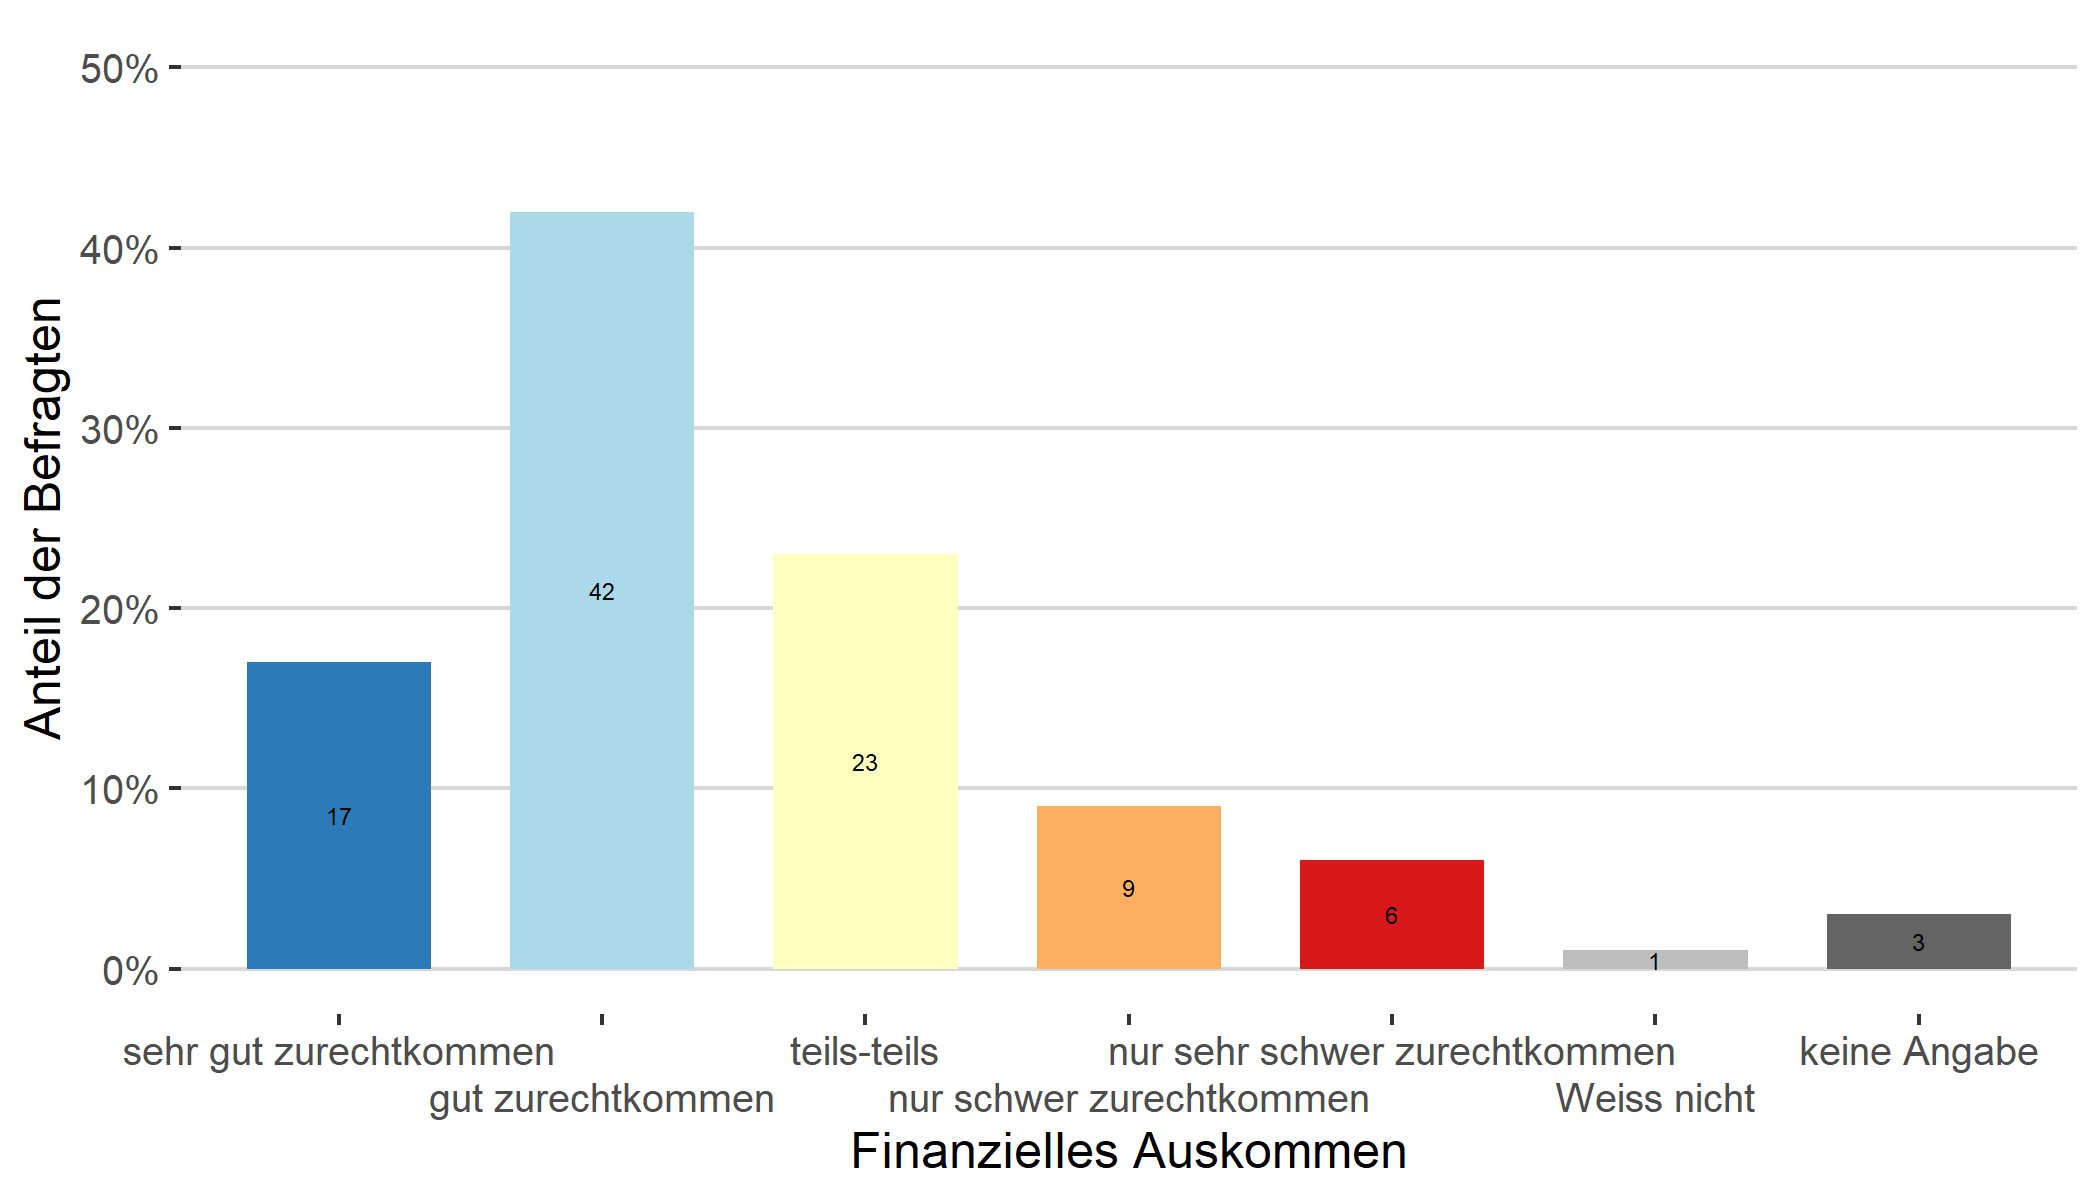 50%
40%
30%
20%
10%
0%
Anteil der Befragten
17
42
23
9
6
1
3
sehr gut zurechtkommen
gut zurechtkommen
teils-teils
nur schwer zurechtkommen
nur sehr schwer zurechtkommen
Weiss nicht
keine Angabe
Finanzielles Auskommen